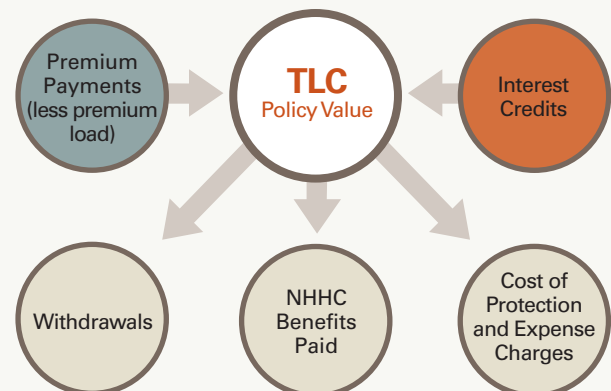 Premium
Payments
(less premium
load)
TLC
Policy Value
Interest
Credits
Withdrawals
NHHC
Benefits
Paid
Cost of
Protection
and Expense
Charges